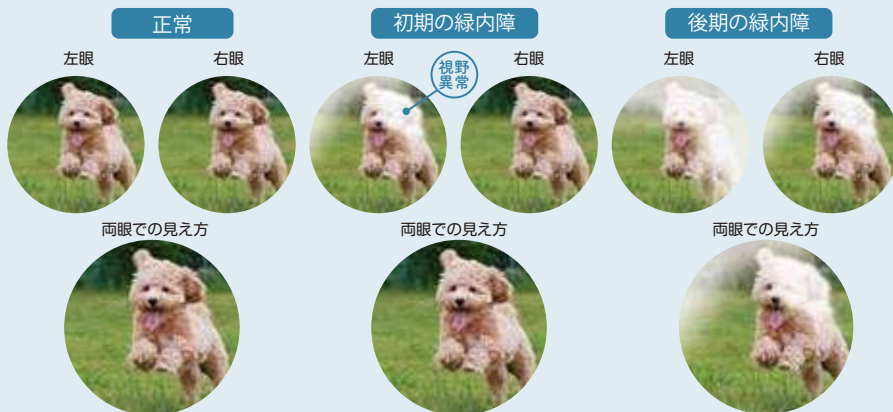 正常
初期の緑内障
後期の緑内障
左眼
右眼
左眼
視野
異常
右眼
左眼
右眼
両眼での見え方
両眼での見え方
両眼での見え方